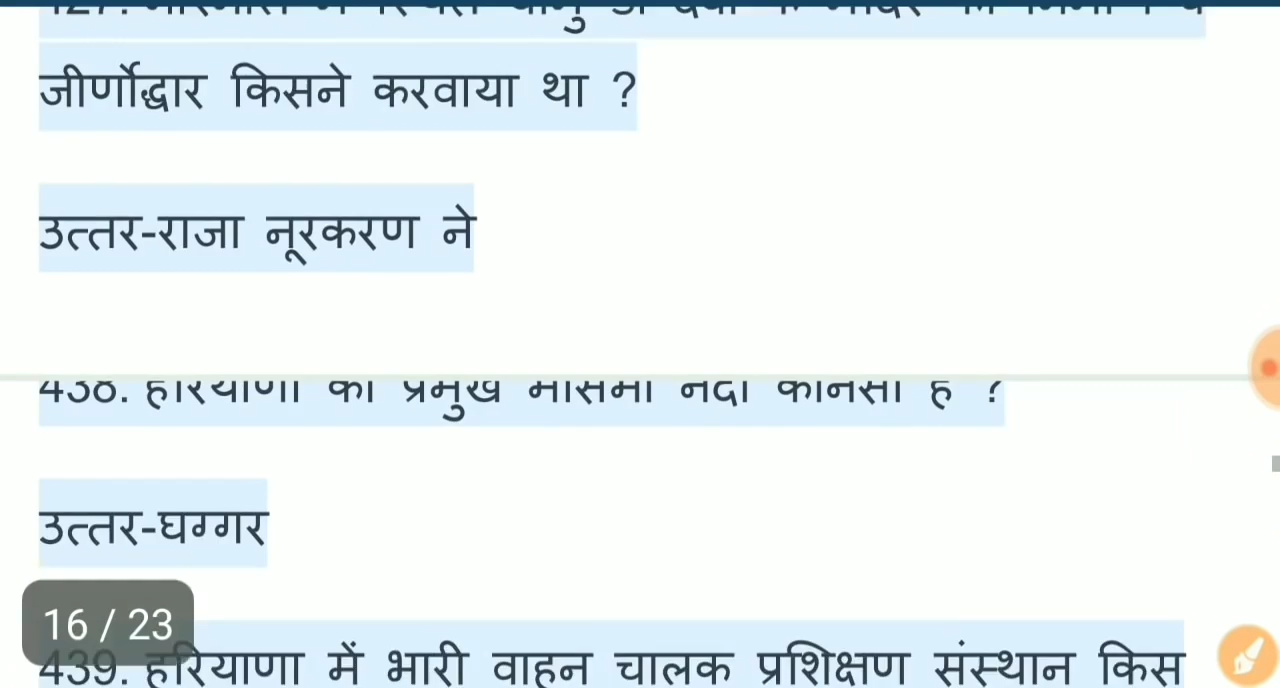 जीर्णोद्धार किसने करवाया था ?
उत्तर-राजा नूरकरण ने
438. हरियाणा की प्रमुख मौसमी नदी कौनसी है ?
उत्तर-घग्गर
16 / 23
439. हरियाणा में भारी वाहन चालक प्रशिक्षण संस्थान किस